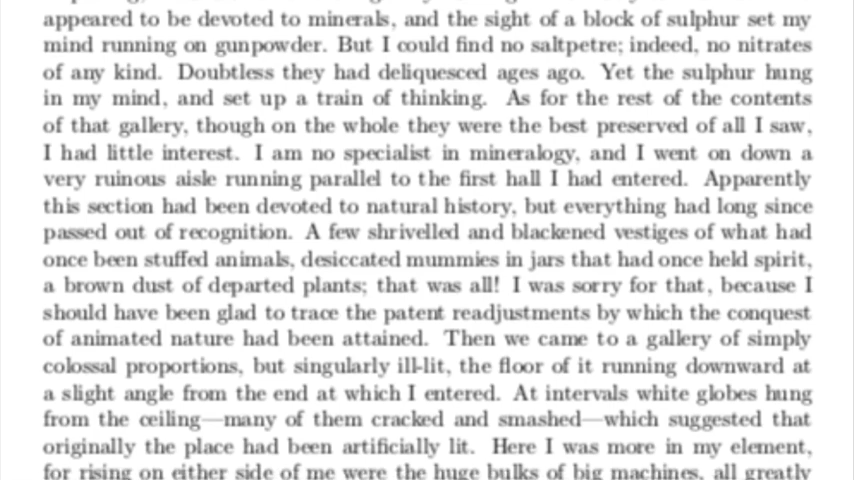 appeared to be devoted to minerals, and the sight of a block of sulphur set my
mind running on gunpowder. But I could find no saltpetre; indeed, no nitrates
of any kind. Doubtless they had deliquesced ages ago. Yet the sulphur hung
in my mind, and set up a train of thinking. As for the rest of the contents
of that gallery, though on the whole they were the best preserved of all I saw,
I had little interest. I am no specialist in mineralogy, and I went on down a
very ruinous aisle running parallel to the first hall I had entered. Apparently
this section had been devoted to natural history, but everything had long since
passed out of recognition. A few shrivelled and blackened vestiges of what had
once been stuffed animals, desiccated mummies in jars that had once held spirit,
a brown dust of departed plants; that was all! I was sorry for that, because I
should have been glad to trace the patent readjustments by which the conquest
of animated nature had been attained. Then we came to a gallery of simply
colossal proportions, but singularly ill-lit, the floor of it running downward at
a slight angle from the end at which I entered. At intervals white globes hung
from the ceiling—many of them cracked and smashed—which suggested that
originally the place had been artificially lit. Here I was more in my element,
for rising on either side of me were the huge bulks of big machines, all greatly